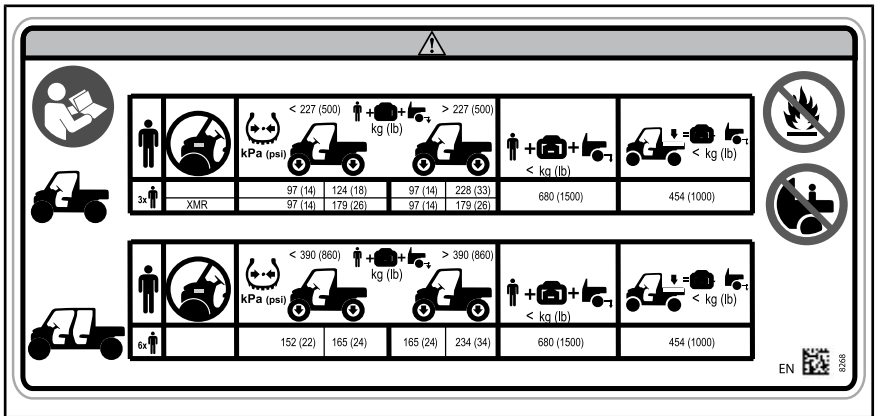 < 227 (500) + + > 227 (500)
kg (lb)
kPa (psi)
+ +
< kg (lb)
=
< kg (lb)
3x 97 (14) 124 (18) 97 (14) 228 (33) 680 (1500) 454 (1000)
XMR 97 (14) 179 (26) 97 (14) 179 (26)
< 390 (860) + + > 390 (860)
kg (lb)
kPa (psi)
+ +
< kg (lb)
=
< kg (lb)
6x 152 (22) 165 (24) 165 (24) 234 (34) 680 (1500) 454 (1000)
EN
8268